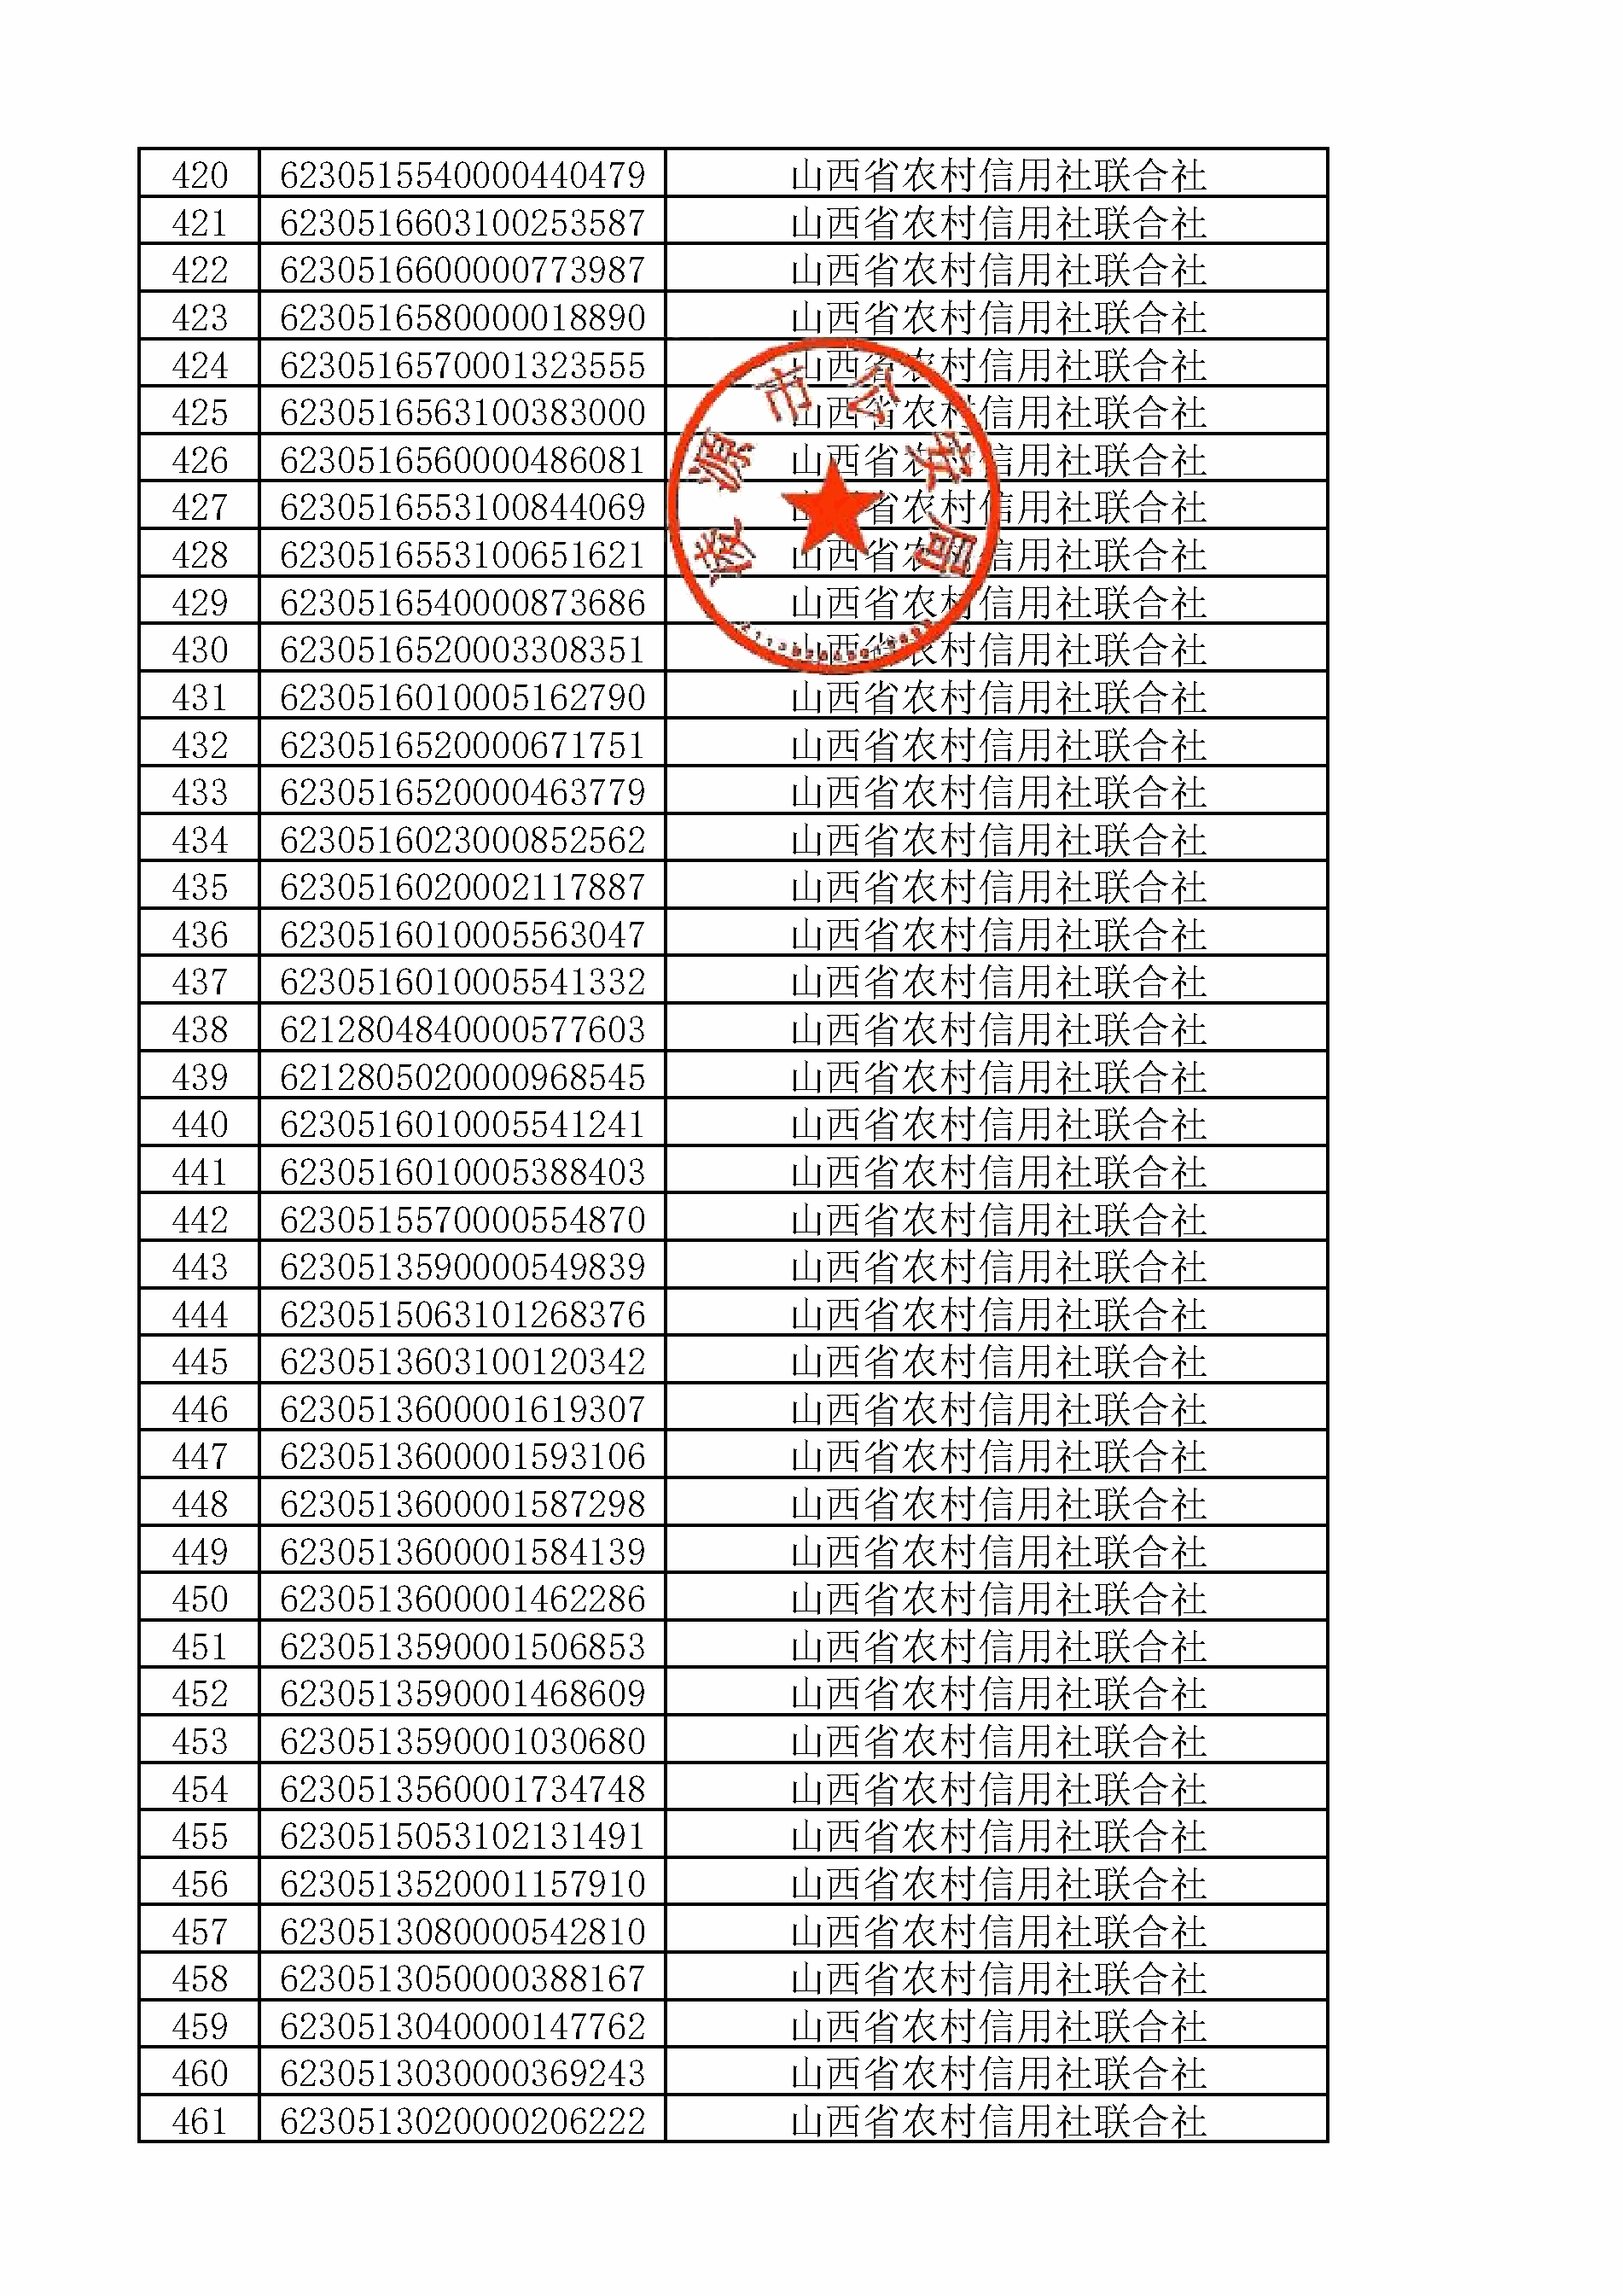 420 6230515540000440479 山西省农村信用社联合社
421 6230516603100253587 山西省农村信用社联合社
422 6230516600000773987 山西省农村信用社联合社
423 6230516580000018890 山西省农村信用社联合社
424 6230516570001323555 山西省农村信用社联合社
425 6230516563100383000 山西省农村信用社联合社
426 6230516560000486081 山西省农村信用社联合社
427 6230516553100844069 山西省农村信用社联合社
428 6230516553100651621 山西省农村信用社联合社
429 6230516540000873686 山西省农村信用社联合社
430 6230516520003308351 山西省农村信用社联合社
431 6230516010005162790 山西省农村信用社联合社
432 6230516520000671751 山西省农村信用社联合社
433 6230516520000463779 山西省农村信用社联合社
434 6230516023000852562 山西省农村信用社联合社
435 6230516020002117887 山西省农村信用社联合社
436 6230516010005563047 山西省农村信用社联合社
437 6230516010005541332 山西省农村信用社联合社
438 6212804840000577603 山西省农村信用社联合社
439 6212805020000968545 山西省农村信用社联合社
440 6230516010005541241 山西省农村信用社联合社
441 6230516010005388403 山西省农村信用社联合社
442 6230515570000554870 山西省农村信用社联合社
443 6230513590000549839 山西省农村信用社联合社
444 6230515063101268376 山西省农村信用社联合社
445 6230513603100120342 山西省农村信用社联合社
446 6230513600001619307 山西省农村信用社联合社
447 6230513600001593106 山西省农村信用社联合社
448 6230513600001587298 山西省农村信用社联合社
449 6230513600001584139 山西省农村信用社联合社
450 6230513600001462286 山西省农村信用社联合社
451 6230513590001506853 山西省农村信用社联合社
452 6230513590001468609 山西省农村信用社联合社
453 6230513590001030680 山西省农村信用社联合社
454 6230513560001734748 山西省农村信用社联合社
455 6230515053102131491 山西省农村信用社联合社
456 6230513520001157910 山西省农村信用社联合社
457 6230513080000542810 山西省农村信用社联合社
458 6230513050000388167 山西省农村信用社联合社
459 6230513040000147762 山西省农村信用社联合社
460 6230513030000369243 山西省农村信用社联合社
461 6230513020000206222 山西省农村信用社联合社
凌源市公安局